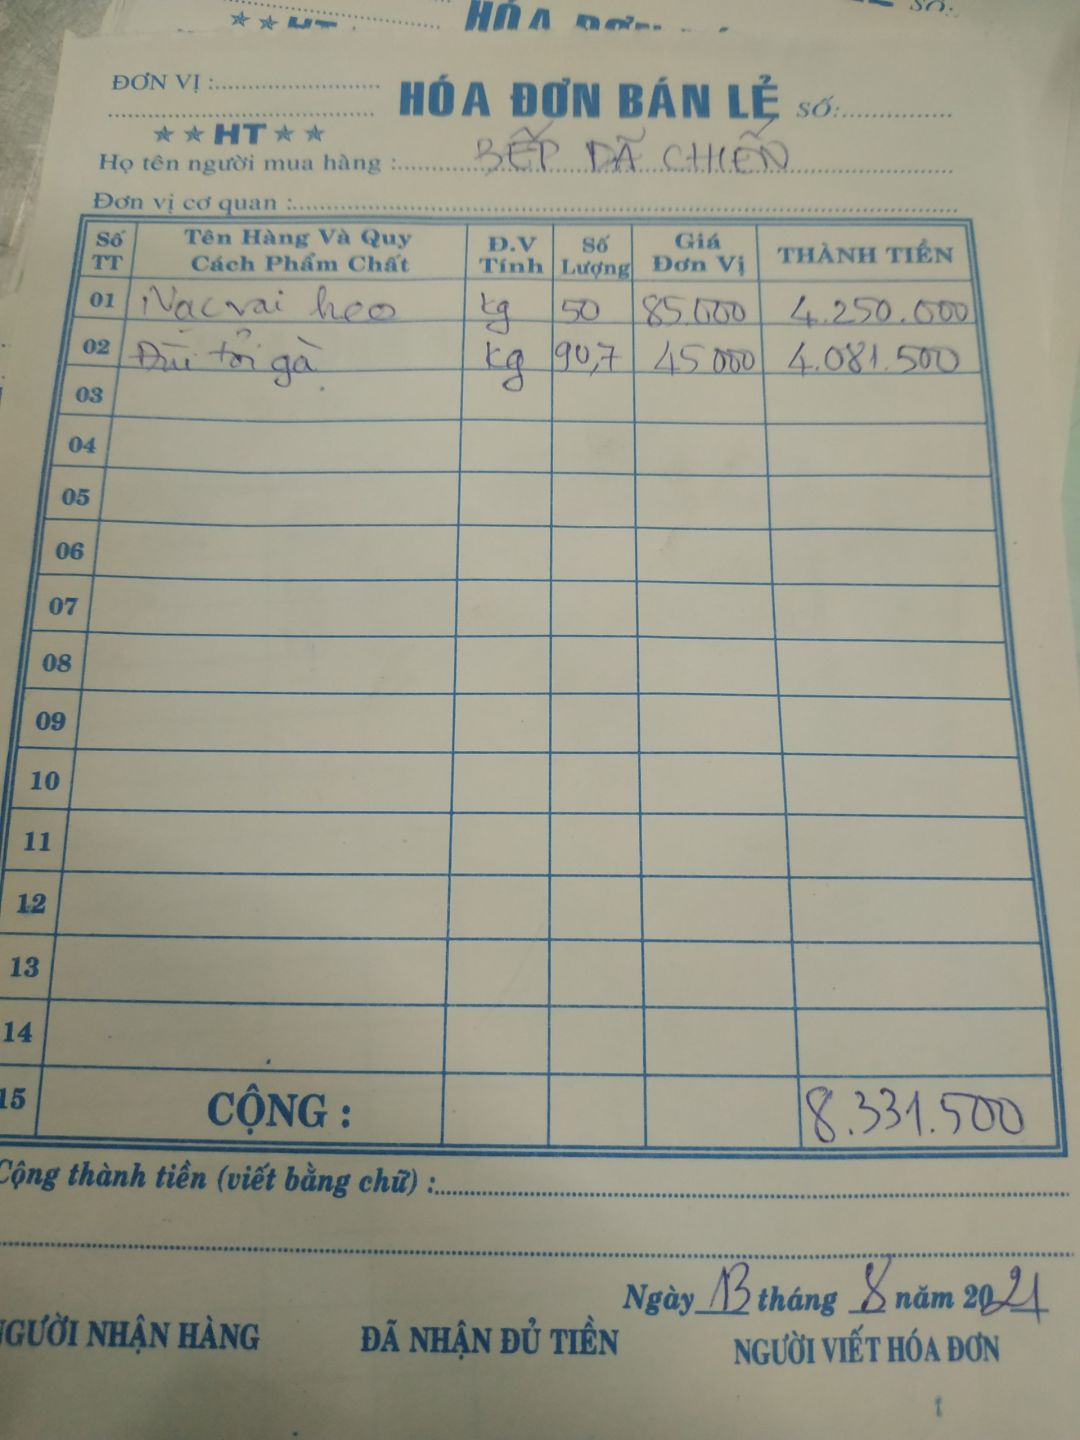 HT HÓA ĐƠN SỐ:
ĐƠN VỊ :
HÓA ĐƠN BÁN LẺ SỐ:
★ ★ HT ★ ★
Họ tên người mua hàng : BẾP DÃ CHIẾN
Đơn vị cơ quan :
Số TT Tên Hàng Và Quy Cách Phẩm Chất Đ.V Tính Số Lượng Giá Đơn Vị THÀNH TIỀN
01 Nạc vai heo kg 50 85.000 4.250.000
02 Đùi tỏi gà kg 90,7 45 000 4.081.500
03
04
05
06
07
08
09
10
11
12
13
14
15 CỘNG : 8.331.500
Cộng thành tiền (viết bằng chữ) :
Ngày 13 tháng 8 năm 2021
NGƯỜI NHẬN HÀNG ĐÃ NHẬN ĐỦ TIỀN NGƯỜI VIẾT HÓA ĐƠN